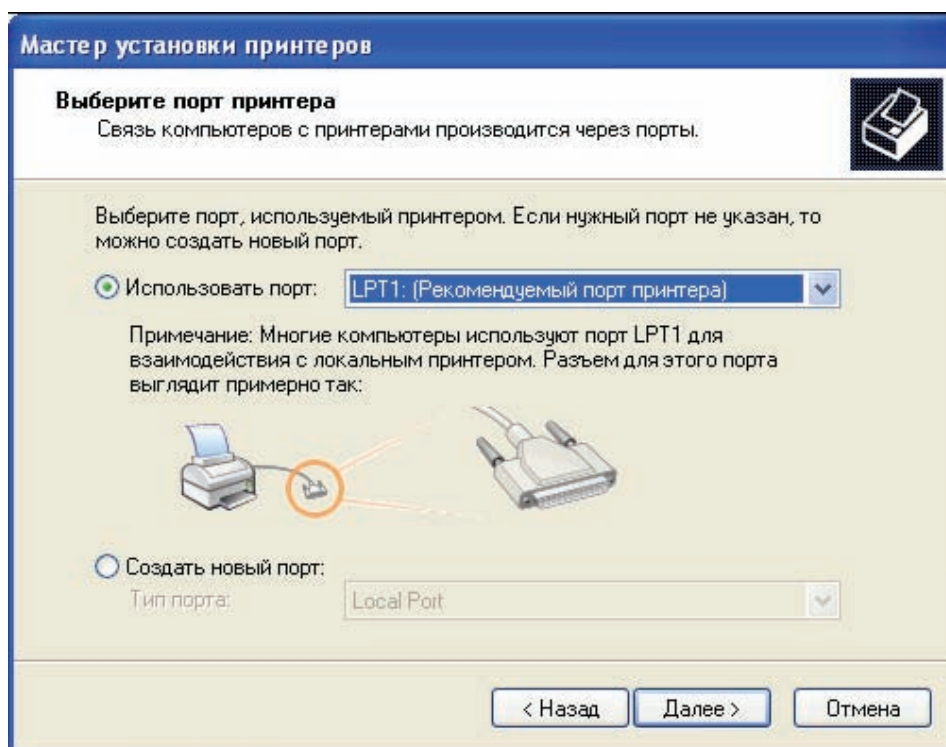 Мастер установки принтеров
Выберите порт принтера
Связь компьютеров с принтерами производится через порты.
Выберите порт, используемый принтером. Если нужный порт не указан, то
можно создать новый порт.
Использовать порт: LPT1: (Рекомендуемый порт принтера)
Примечание: Многие компьютеры используют порт LPT1 для
взаимодействия с локальным принтером. Разъем для этого порта
выглядит примерно так:
Создать новый порт:
Тип порта: Local Port
< Назад Далее > Отмена